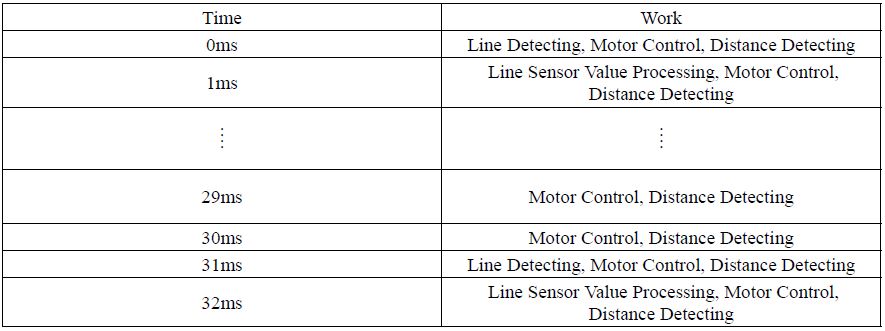 Time Work
0ms Line Detecting, Motor Control, Distance Detecting
1ms Line Sensor Value Processing, Motor Control,
Distance Detecting
⋮ ⋮
29ms Motor Control, Distance Detecting
30ms Motor Control, Distance Detecting
31ms Line Detecting, Motor Control, Distance Detecting
32ms Line Sensor Value Processing, Motor Control,
Distance Detecting